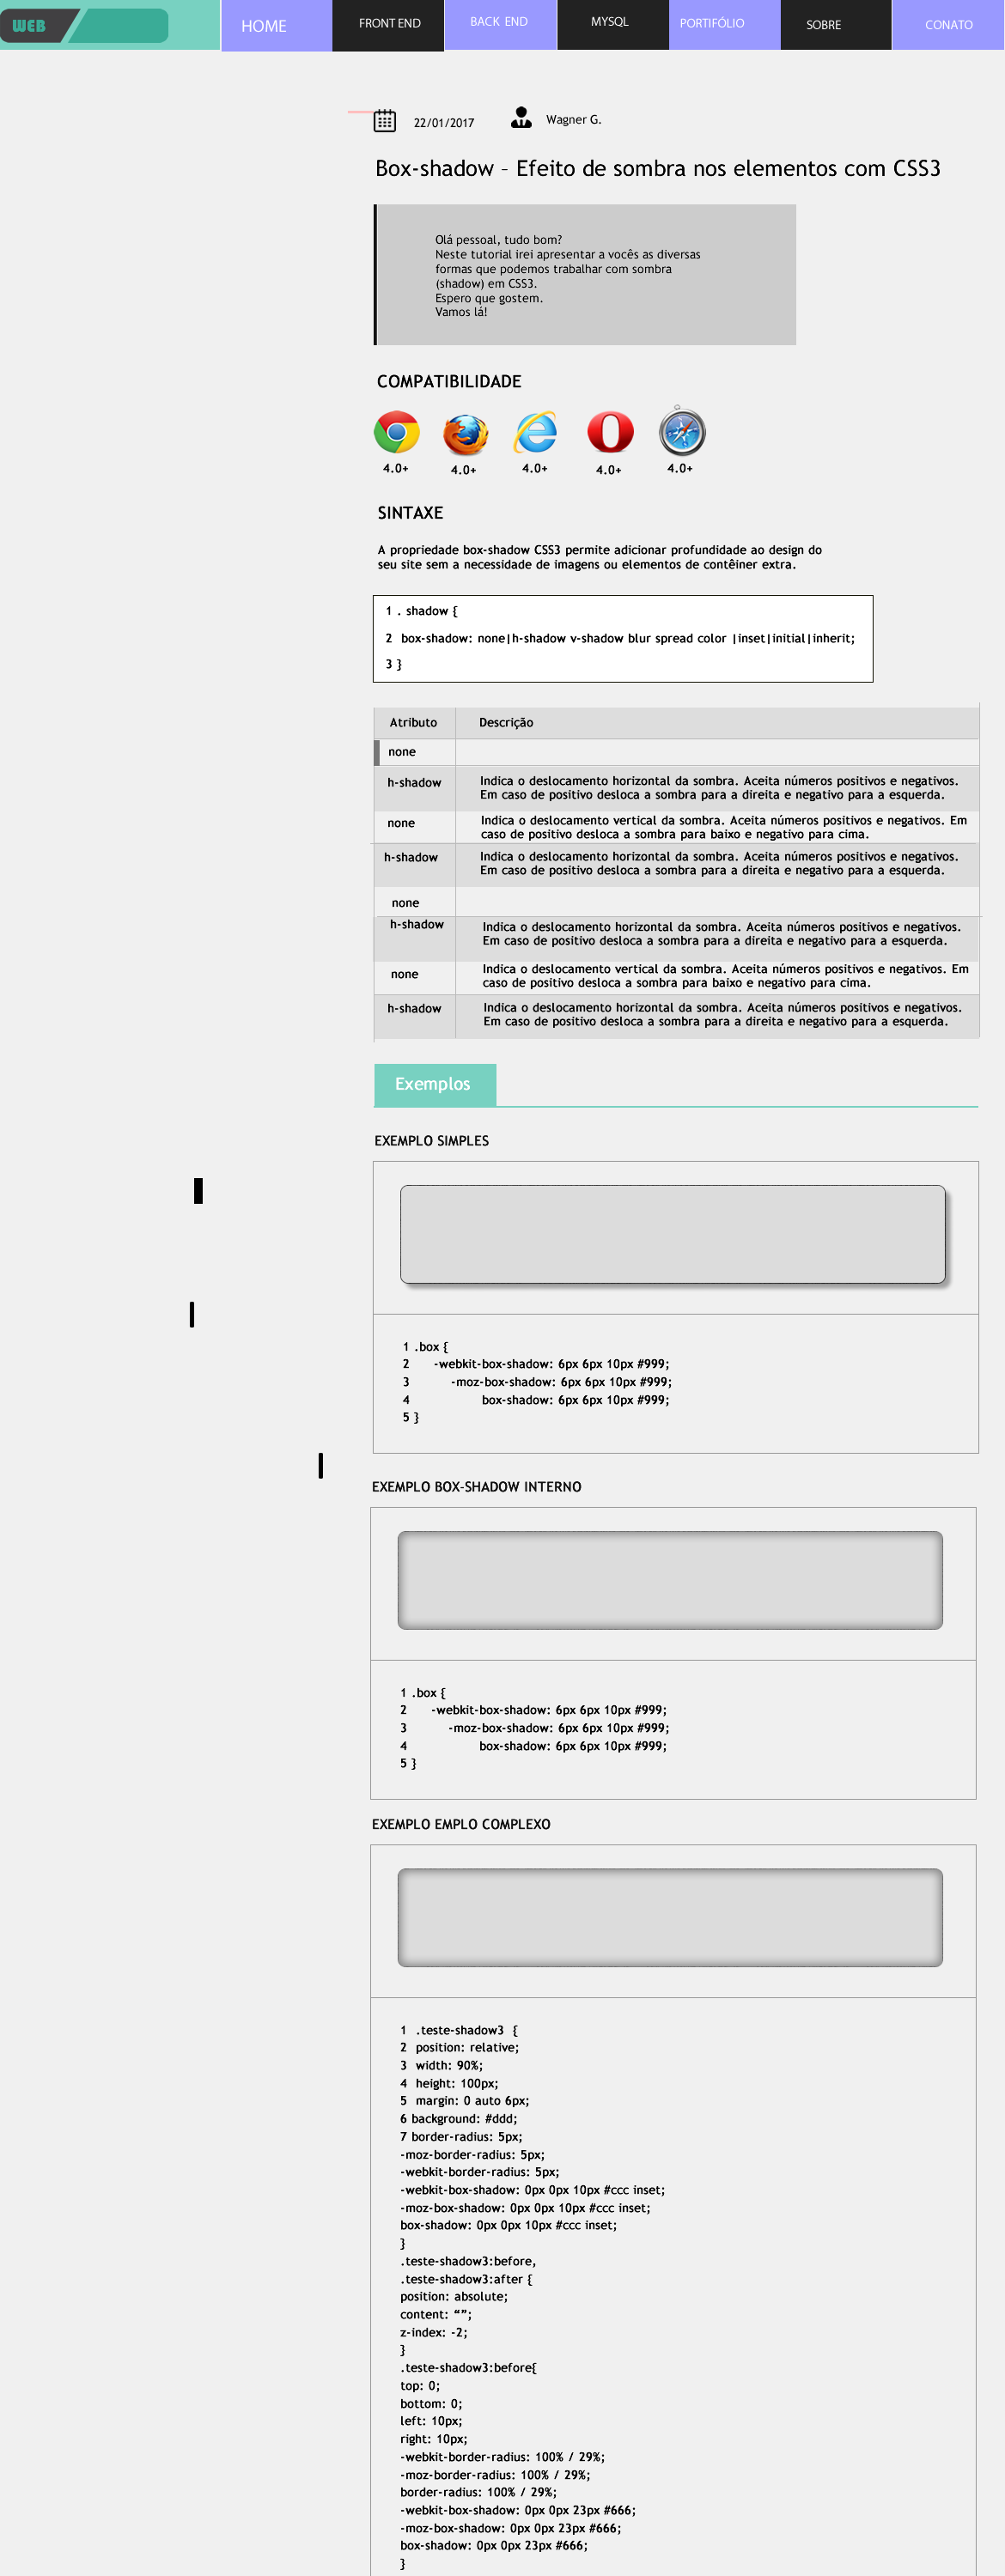 WEB
HOME
FRONT END
BACK END
MYSQL
PORTIFÓLIO
SOBRE
CONATO
22/01/2017
Wagner G.
Box-shadow – Efeito de sombra nos elementos com CSS3
Olá pessoal, tudo bom?
Neste tutorial irei apresentar a vocês as diversas
formas que podemos trabalhar com sombra
(shadow) em CSS3.
Espero que gostem.
Vamos lá!
COMPATIBILIDADE
4.0+ 4.0+ 4.0+ 4.0+ 4.0+
SINTAXE
A propriedade box-shadow CSS3 permite adicionar profundidade ao design do
seu site sem a necessidade de imagens ou elementos de contêiner extra.
1 . shadow {
2 box-shadow: none|h-shadow v-shadow blur spread color |inset|initial|inherit;
3 }
Atributo Descrição
none
h-shadow
Indica o deslocamento horizontal da sombra. Aceita números positivos e negativos.
Em caso de positivo desloca a sombra para a direita e negativo para a esquerda.
none
Indica o deslocamento vertical da sombra. Aceita números positivos e negativos. Em
caso de positivo desloca a sombra para baixo e negativo para cima.
h-shadow
Indica o deslocamento horizontal da sombra. Aceita números positivos e negativos.
Em caso de positivo desloca a sombra para a direita e negativo para a esquerda.
none
h-shadow
Indica o deslocamento horizontal da sombra. Aceita números positivos e negativos.
Em caso de positivo desloca a sombra para a direita e negativo para a esquerda.
none
Indica o deslocamento vertical da sombra. Aceita números positivos e negativos. Em
caso de positivo desloca a sombra para baixo e negativo para cima.
h-shadow
Indica o deslocamento horizontal da sombra. Aceita números positivos e negativos.
Em caso de positivo desloca a sombra para a direita e negativo para a esquerda.
Exemplos
EXEMPLO SIMPLES
1 .box {
2 -webkit-box-shadow: 6px 6px 10px #999;
3 -moz-box-shadow: 6px 6px 10px #999;
4 box-shadow: 6px 6px 10px #999;
5 }
EXEMPLO BOX-SHADOW INTERNO
1 .box {
2 -webkit-box-shadow: 6px 6px 10px #999;
3 -moz-box-shadow: 6px 6px 10px #999;
4 box-shadow: 6px 6px 10px #999;
5 }
EXEMPLO EMPLO COMPLEXO
1 .teste-shadow3 {
2 position: relative;
3 width: 90%;
4 height: 100px;
5 margin: 0 auto 6px;
6 background: #ddd;
7 border-radius: 5px;
-moz-border-radius: 5px;
-webkit-border-radius: 5px;
-webkit-box-shadow: 0px 0px 10px #ccc inset;
-moz-box-shadow: 0px 0px 10px #ccc inset;
box-shadow: 0px 0px 10px #ccc inset;
}
.teste-shadow3:before,
.teste-shadow3:after {
position: absolute;
content: “”;
z-index: -2;
}
.teste-shadow3:before{
top: 0;
bottom: 0;
left: 10px;
right: 10px;
-webkit-border-radius: 100% / 29%;
-moz-border-radius: 100% / 29%;
border-radius: 100% / 29%;
-webkit-box-shadow: 0px 0px 23px #666;
-moz-box-shadow: 0px 0px 23px #666;
box-shadow: 0px 0px 23px #666;
}